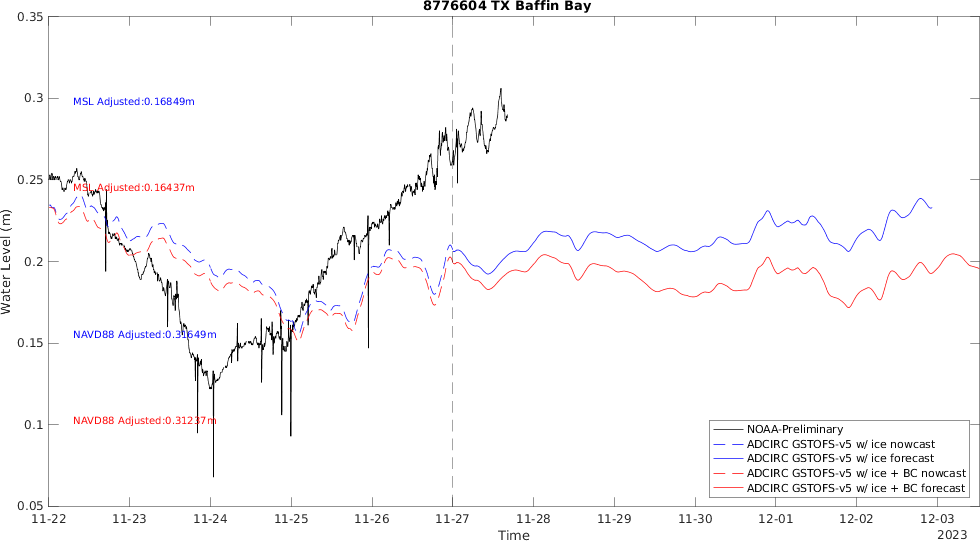 8776604 TX Baffin Bay
0.35
0.3
0.25
0.2
0.15
0.1
0.05
Water Level (m)
MSL Adjusted:0.16849m
MSL Adjusted:0.16437m
NAVD88 Adjusted:0.31649m
NAVD88 Adjusted:0.31237m
NOAA-Preliminary
ADCIRC GSTOFS-v5 w/ ice nowcast
ADCIRC GSTOFS-v5 w/ ice forecast
ADCIRC GSTOFS-v5 w/ ice + BC nowcast
ADCIRC GSTOFS-v5 w/ ice + BC forecast
11-22 11-23 11-24 11-25 11-26 11-27 11-28 11-29 11-30 12-01 12-02 12-03
Time
2023